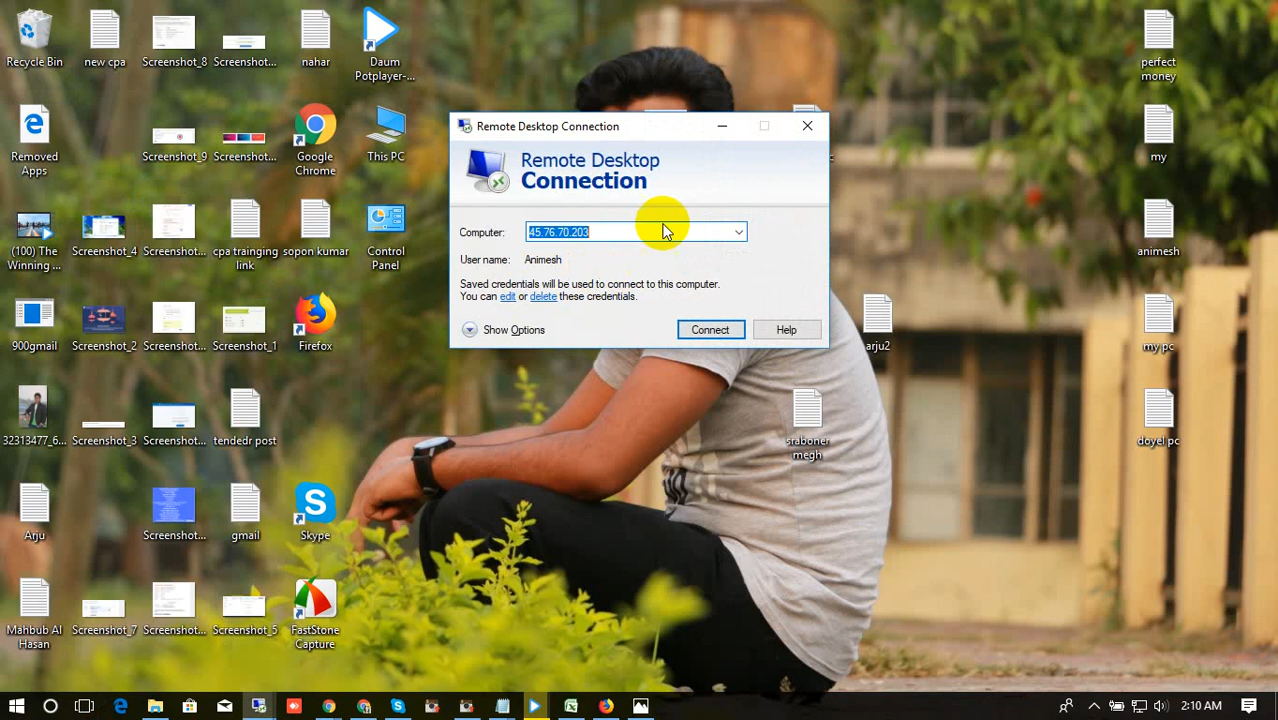 Recycle Bin
new cpa
Screenshot_8
Screenshot...
nahar
Daum
Potplayer-...
perfect
money
Removed
Apps
Screenshot_9
Screenshot...
Google
Chrome
This PC
my
(100) The
Winning ...
Screenshot_4
Screenshot...
cpa trainging
link
sopon kumar
Control
Panel
animesh
900gmail
Screenshot_2
Screenshot...
Screenshot_1
Firefox
arju2
my pc
32313477_6...
Screenshot_3
Screenshot...
tendedr post
sraboner
megh
doyel pc
Arju
Screenshot...
gmail
Skype
Mahbub Al
Hasan
Screenshot_7
Screenshot...
Screenshot_5
FastStone
Capture
Remote Desktop Connection
Remote Desktop
Connection
Computer:
45.76.70.203
User name: Animesh
Saved credentials will be used to connect to this computer.
You can edit or delete these credentials.
Show Options
Connect
Help
2:10 AM